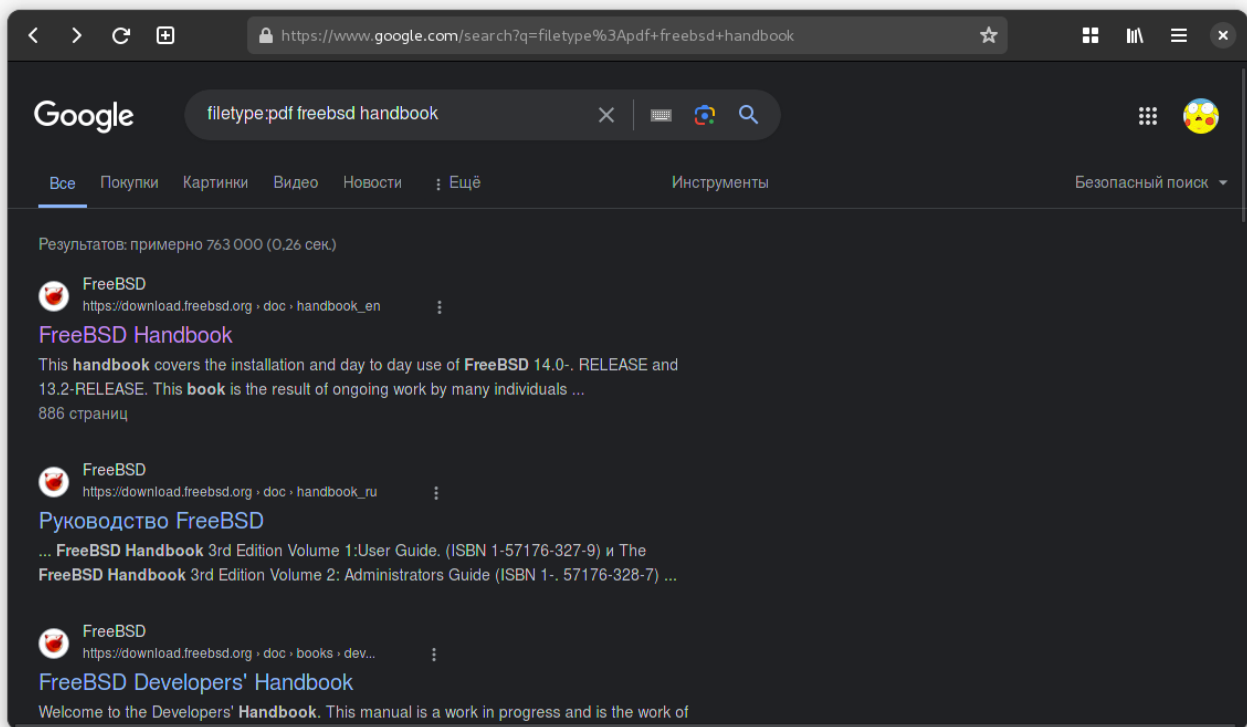 https://www.google.com/search?q=filetype%3Apdf+freebsd+handbook
Google
filetype:pdf freebsd handbook
Все Покупки Картинки Видео Новости Ещё Инструменты Безопасный поиск
Результатов: примерно 763 000 (0,26 сек.)
FreeBSD
https://download.freebsd.org › doc › handbook_en
FreeBSD Handbook
This handbook covers the installation and day to day use of FreeBSD 14.0-. RELEASE and
13.2-RELEASE. This book is the result of ongoing work by many individuals ...
886 страниц
FreeBSD
https://download.freebsd.org › doc › handbook_ru
Руководство FreeBSD
... FreeBSD Handbook 3rd Edition Volume 1:User Guide. (ISBN 1-57176-327-9) и The
FreeBSD Handbook 3rd Edition Volume 2: Administrators Guide (ISBN 1-. 57176-328-7) ...
FreeBSD
https://download.freebsd.org › doc › books › dev...
FreeBSD Developers' Handbook
Welcome to the Developers' Handbook. This manual is a work in progress and is the work of